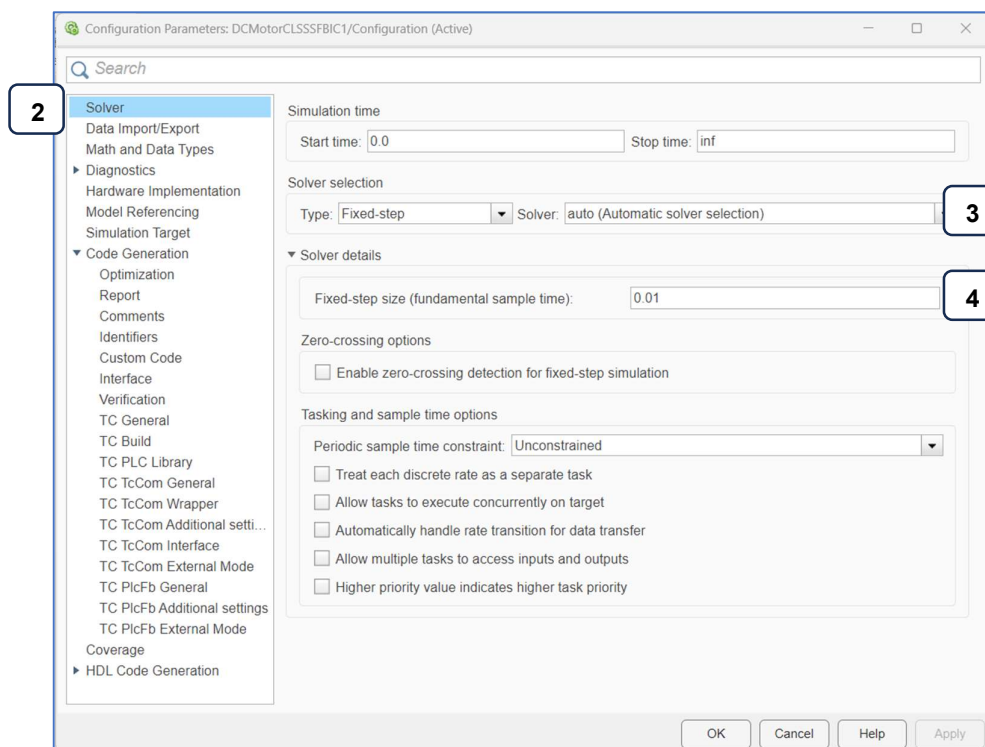 Configuration Parameters: DCMotorCLSSSFBIC1/Configuration (Active)
Search
2
Solver
Data Import/Export
Math and Data Types
Diagnostics
Hardware Implementation
Model Referencing
Simulation Target
Code Generation
Optimization
Report
Comments
Identifiers
Custom Code
Interface
Verification
TC General
TC Build
TC PLC Library
TC TcCom General
TC TcCom Wrapper
TC TcCom Additional setti...
TC TcCom Interface
TC TcCom External Mode
TC PlcFb General
TC PlcFb Additional settings
TC PlcFb External Mode
Coverage
HDL Code Generation
Simulation time
Start time: 0.0 Stop time: inf
Solver selection
Type: Fixed-step Solver: auto (Automatic solver selection)
3
Solver details
Fixed-step size (fundamental sample time): 0.01
4
Zero-crossing options
Enable zero-crossing detection for fixed-step simulation
Tasking and sample time options
Periodic sample time constraint: Unconstrained
Treat each discrete rate as a separate task
Allow tasks to execute concurrently on target
Automatically handle rate transition for data transfer
Allow multiple tasks to access inputs and outputs
Higher priority value indicates higher task priority
OK Cancel Help Apply